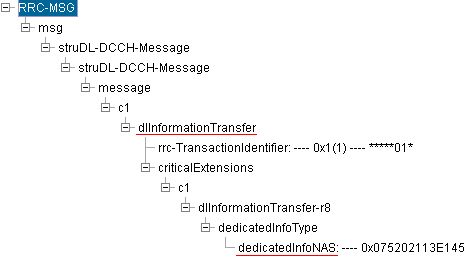 RRC-MSG
msg
struDL-DCCH-Message
struDL-DCCH-Message
message
c1
dlInformationTransfer
rrc-TransactionIdentifier: ---- 0x1(1) ---- *****01*
criticalExtensions
c1
dlInformationTransfer-r8
dedicatedInfoType
dedicatedInfoNAS: ---- 0x075202113E145